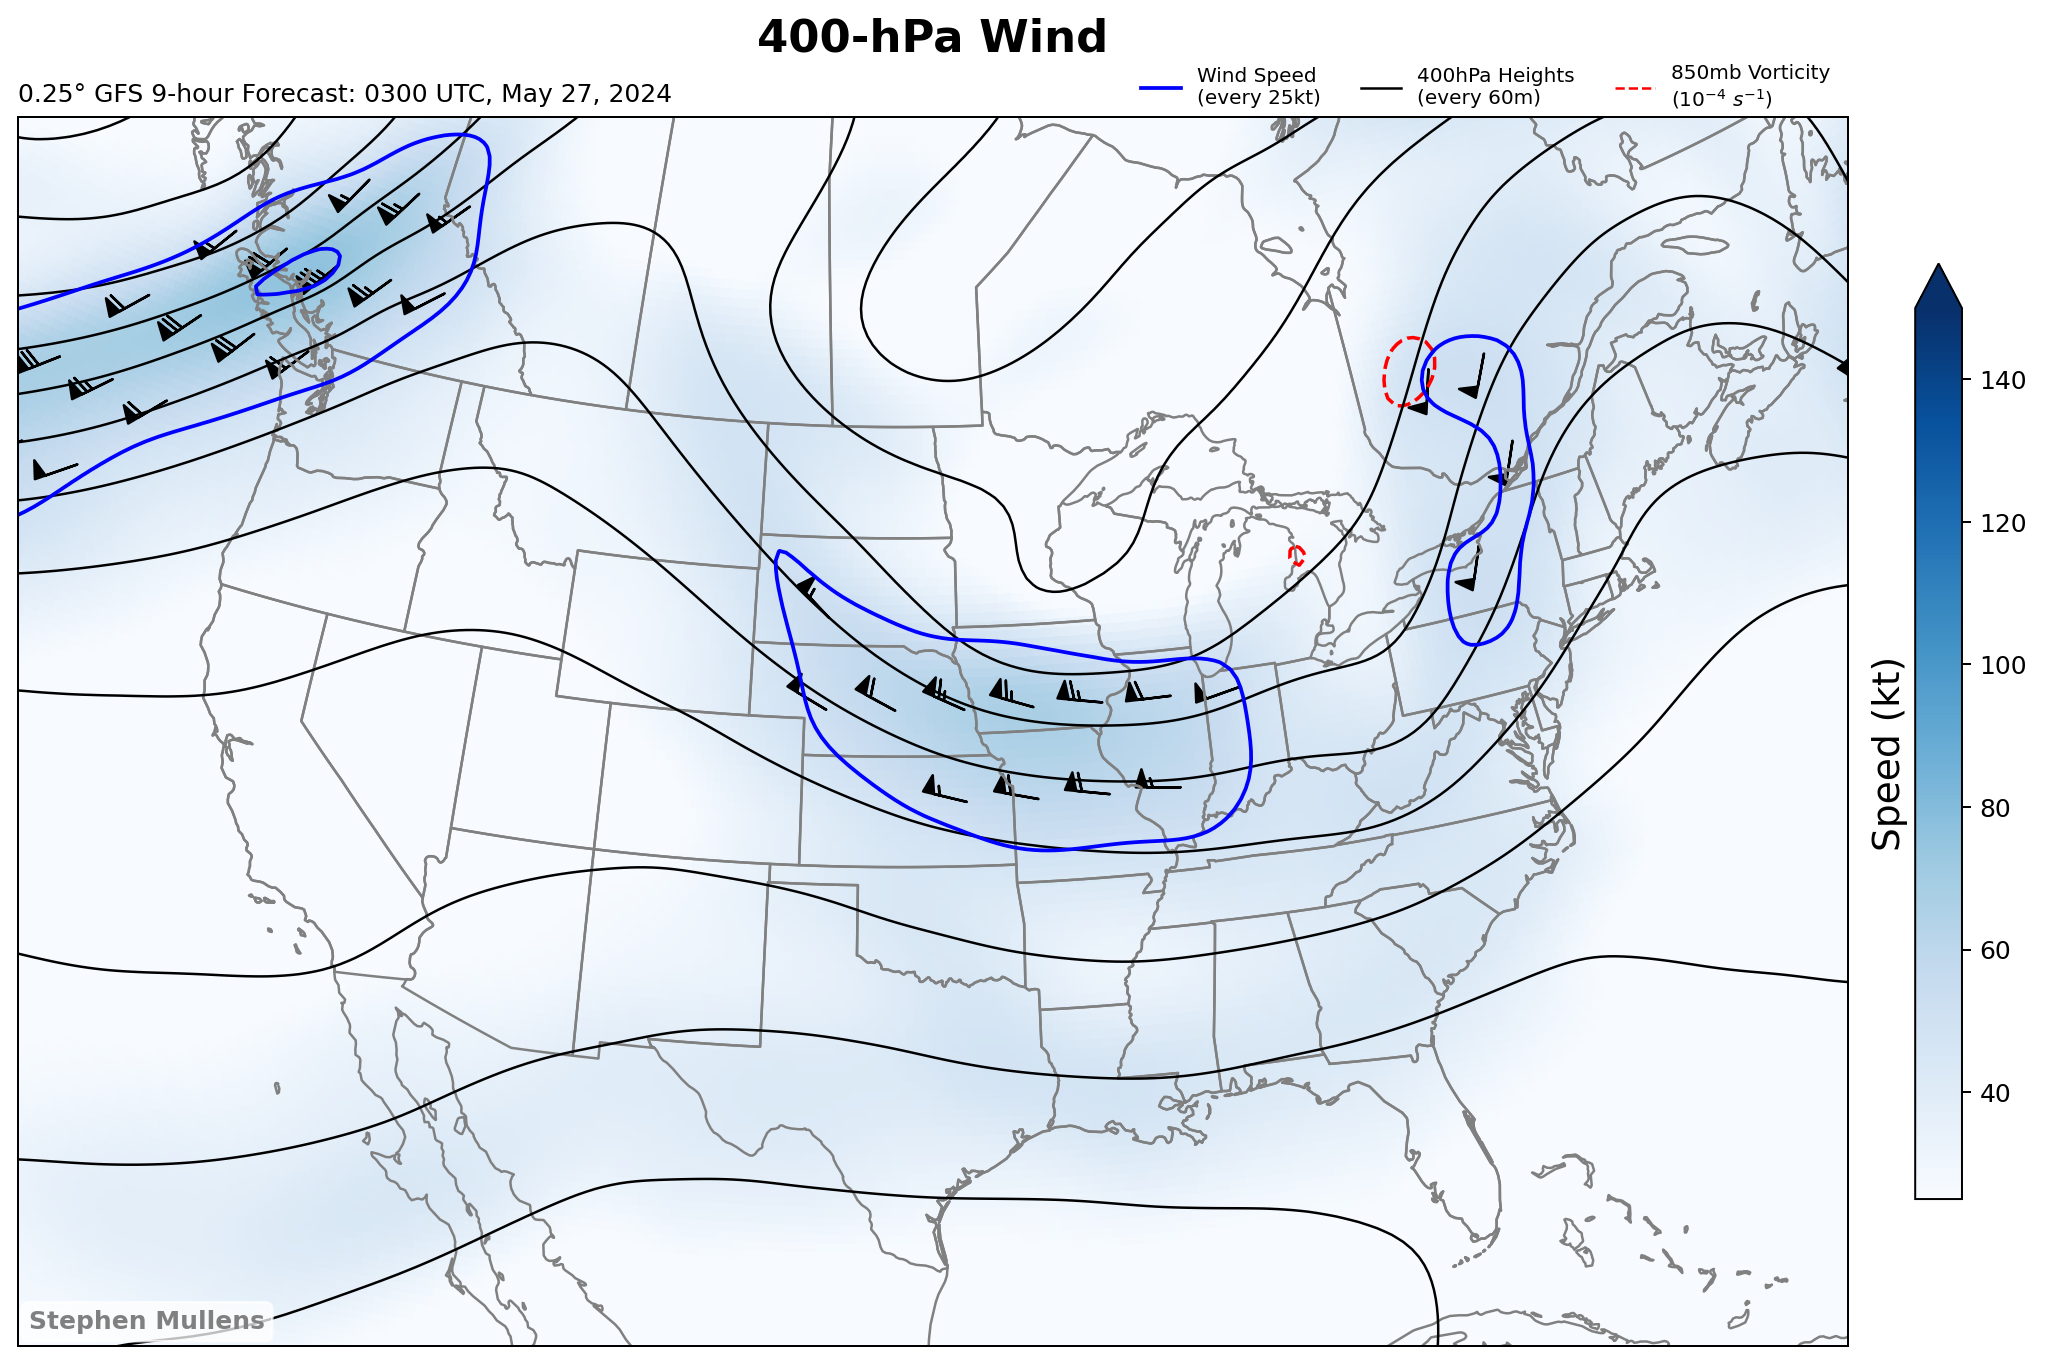 400-hPa Wind
0.25° GFS 9-hour Forecast: 0300 UTC, May 27, 2024
Wind Speed
(every 25kt)
400hPa Heights
(every 60m)
850mb Vorticity
(10⁻⁴ s⁻¹)
140
120
100
80
60
40
Speed (kt)
Stephen Mullens